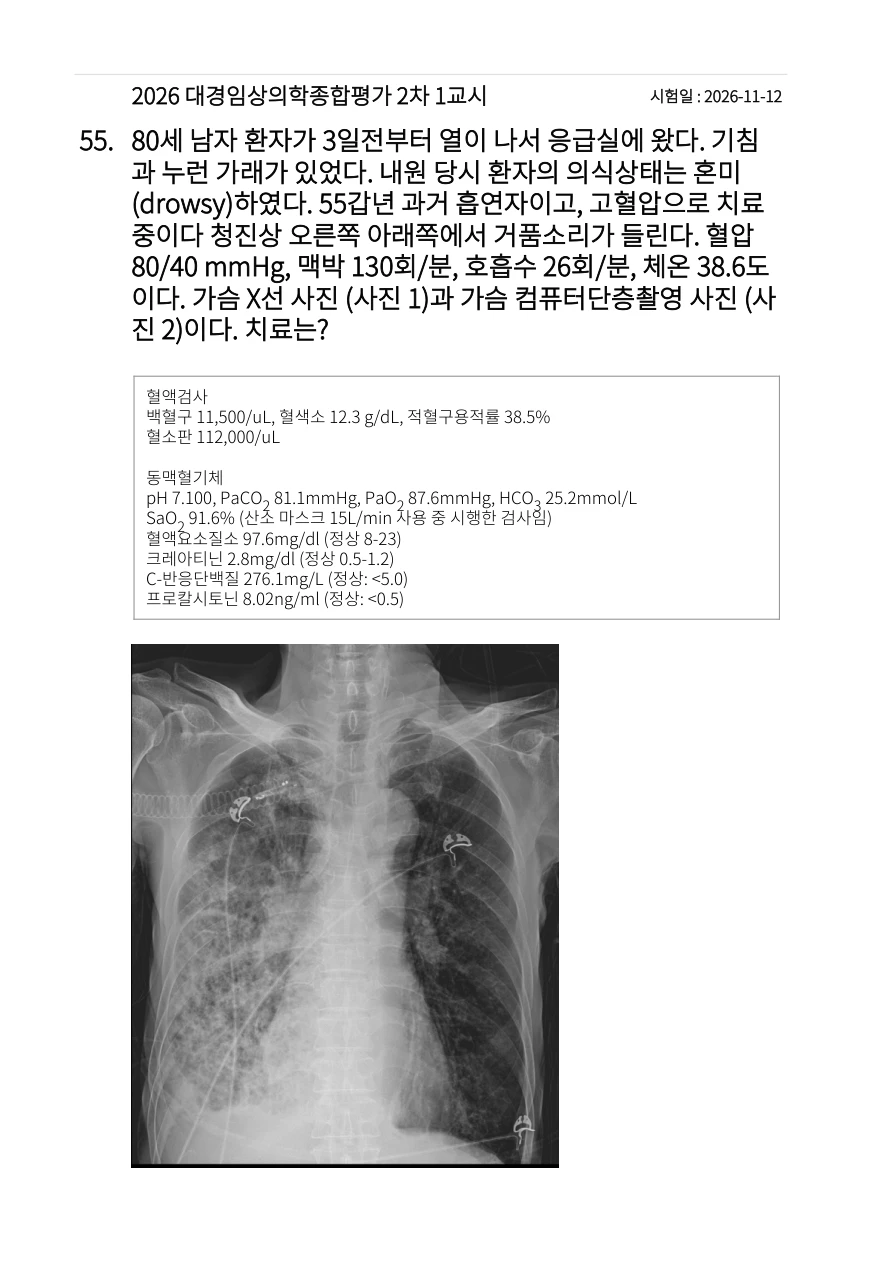 2026 대경임상의학종합평가 2차 1교시
시험일 : 2026-11-12
55. 80세 남자 환자가 3일전부터 열이 나서 응급실에 왔다. 기침
과 누런 가래가 있었다. 내원 당시 환자의 의식상태는 혼미
(drowsy)하였다. 55갑년 과거 흡연자이고, 고혈압으로 치료
중이다 청진상 오른쪽 아래쪽에서 거품소리가 들린다. 혈압
80/40 mmHg, 맥박 130회/분, 호흡수 26회/분, 체온 38.6도
이다. 가슴 X선 사진 (사진 1)과 가슴 컴퓨터단층촬영 사진 (사
진 2)이다. 치료는?
혈액검사
백혈구 11,500/uL, 혈색소 12.3 g/dL, 적혈구용적률 38.5%
혈소판 112,000/uL
동맥혈기체
pH 7.100, PaCO2 81.1mmHg, PaO2 87.6mmHg, HCO3 25.2mmol/L
SaO2 91.6% (산소 마스크 15L/min 사용 중 시행한 검사임)
혈액요소질소 97.6mg/dl (정상 8-23)
크레아티닌 2.8mg/dl (정상 0.5-1.2)
C-반응단백질 276.1mg/L (정상: <5.0)
프로칼시토닌 8.02ng/ml (정상: <0.5)